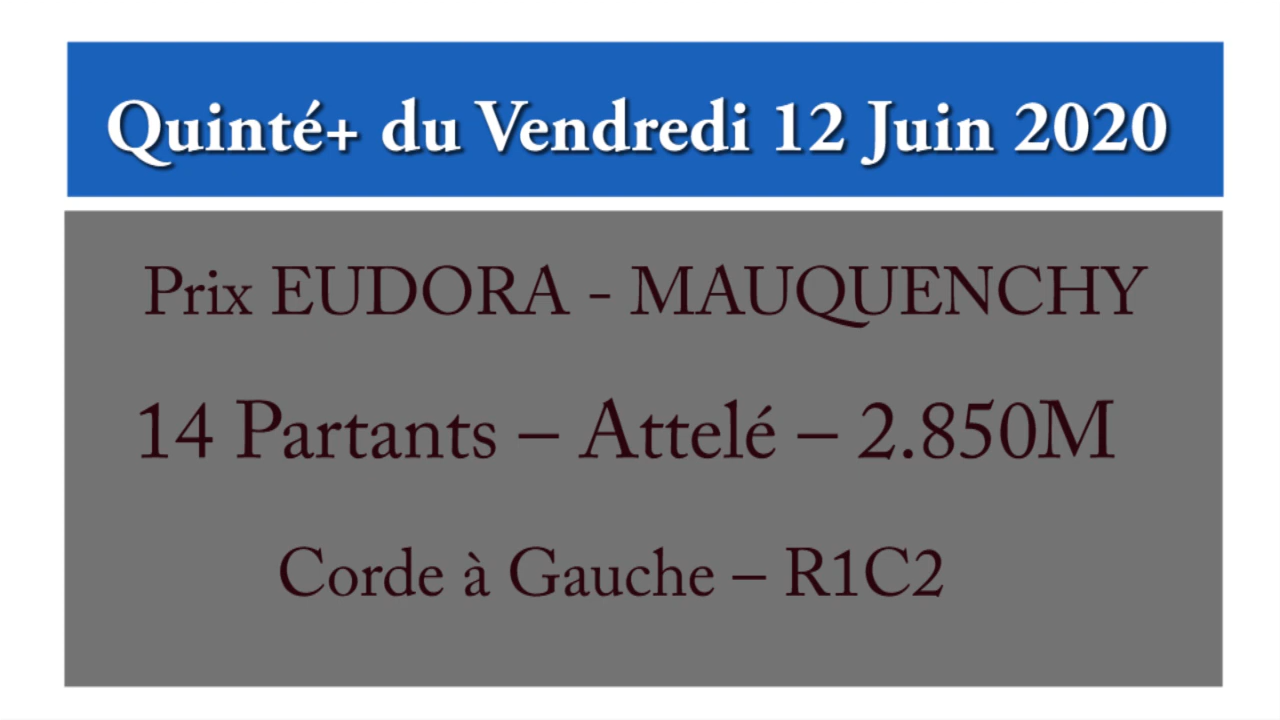 Quinté+ du Vendredi 12 Juin 2020
Prix EUDORA - MAUQUENCHY
14 Partants – Attelé – 2.850M
Corde à Gauche – R1C2